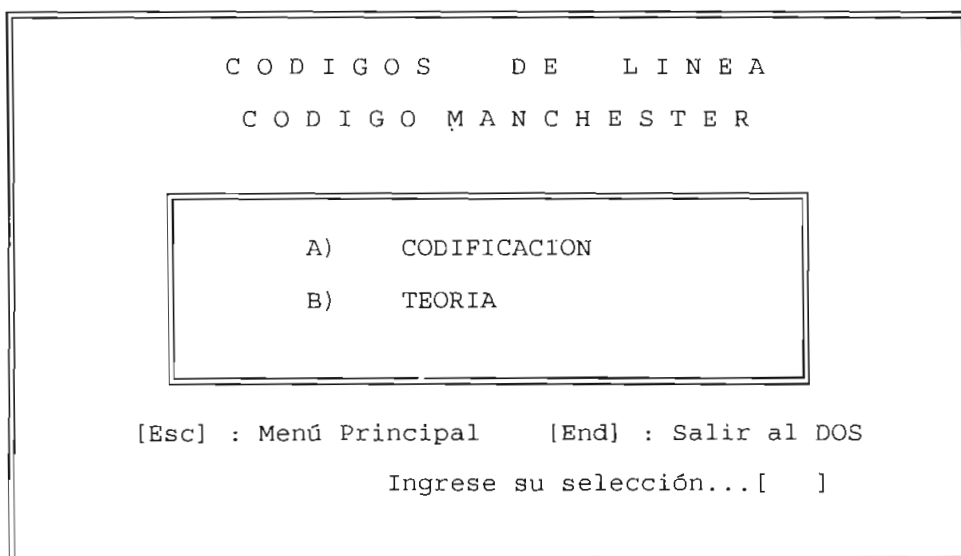 C O D I G O S   D E   L I N E A
C O D I G O   M A N C H E S T E R
A) CODIFICACION
B) TEORIA
[Esc] : Menú Principal [End] : Salir al DOS
Ingrese su selección...[ ]